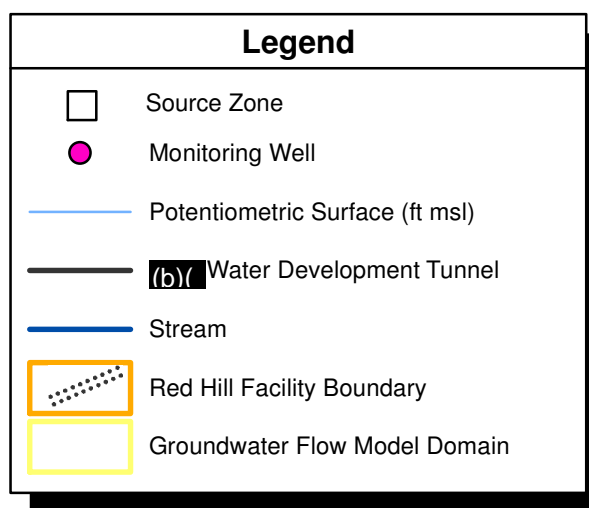 Legend
Source Zone
Monitoring Well
Potentiometric Surface (ft msl)
(b)( Water Development Tunnel
Stream
Red Hill Facility Boundary
Groundwater Flow Model Domain